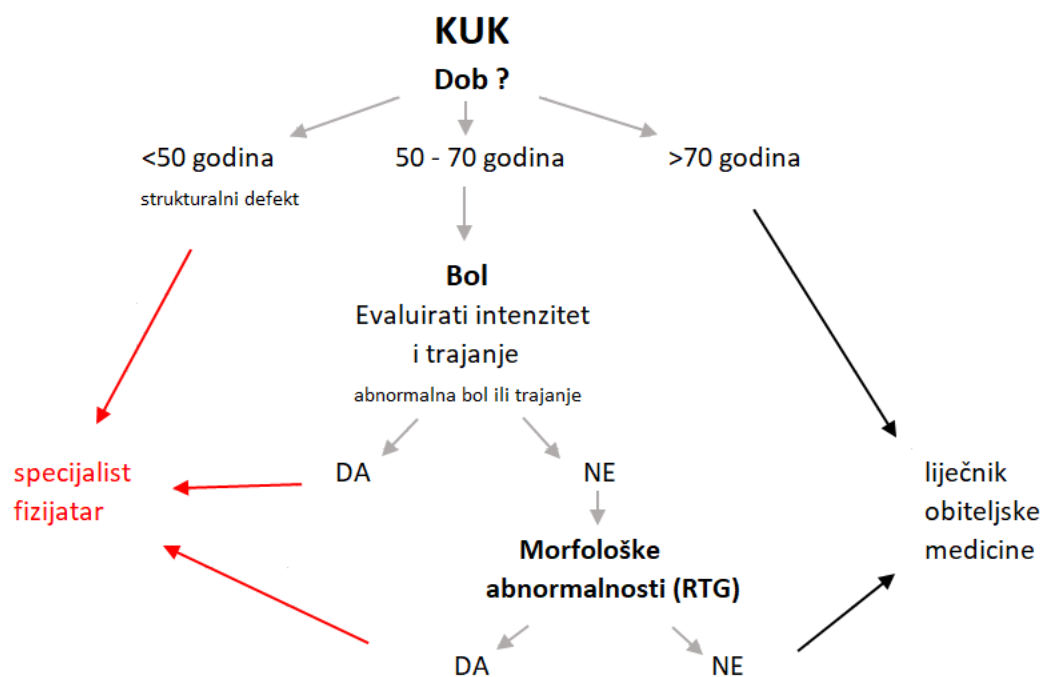 KUK
Dob ?
<50 godina
50 - 70 godina
>70 godina
strukturalni defekt
Bol
Evaluirati intenzitet
i trajanje
abnormalna bol ili trajanje
DA
NE
specijalist
fizijatar
liječnik
obiteljske
medicine
Morfološke
abnormalnosti (RTG)
DA
NE